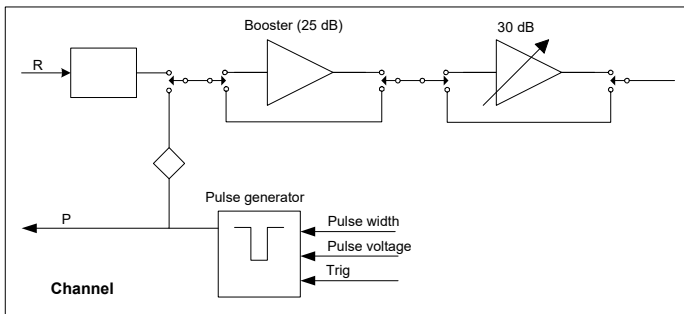 Booster (25 dB)
30 dB
R
Pulse generator
P
Pulse width
Pulse voltage
Trig
Channel